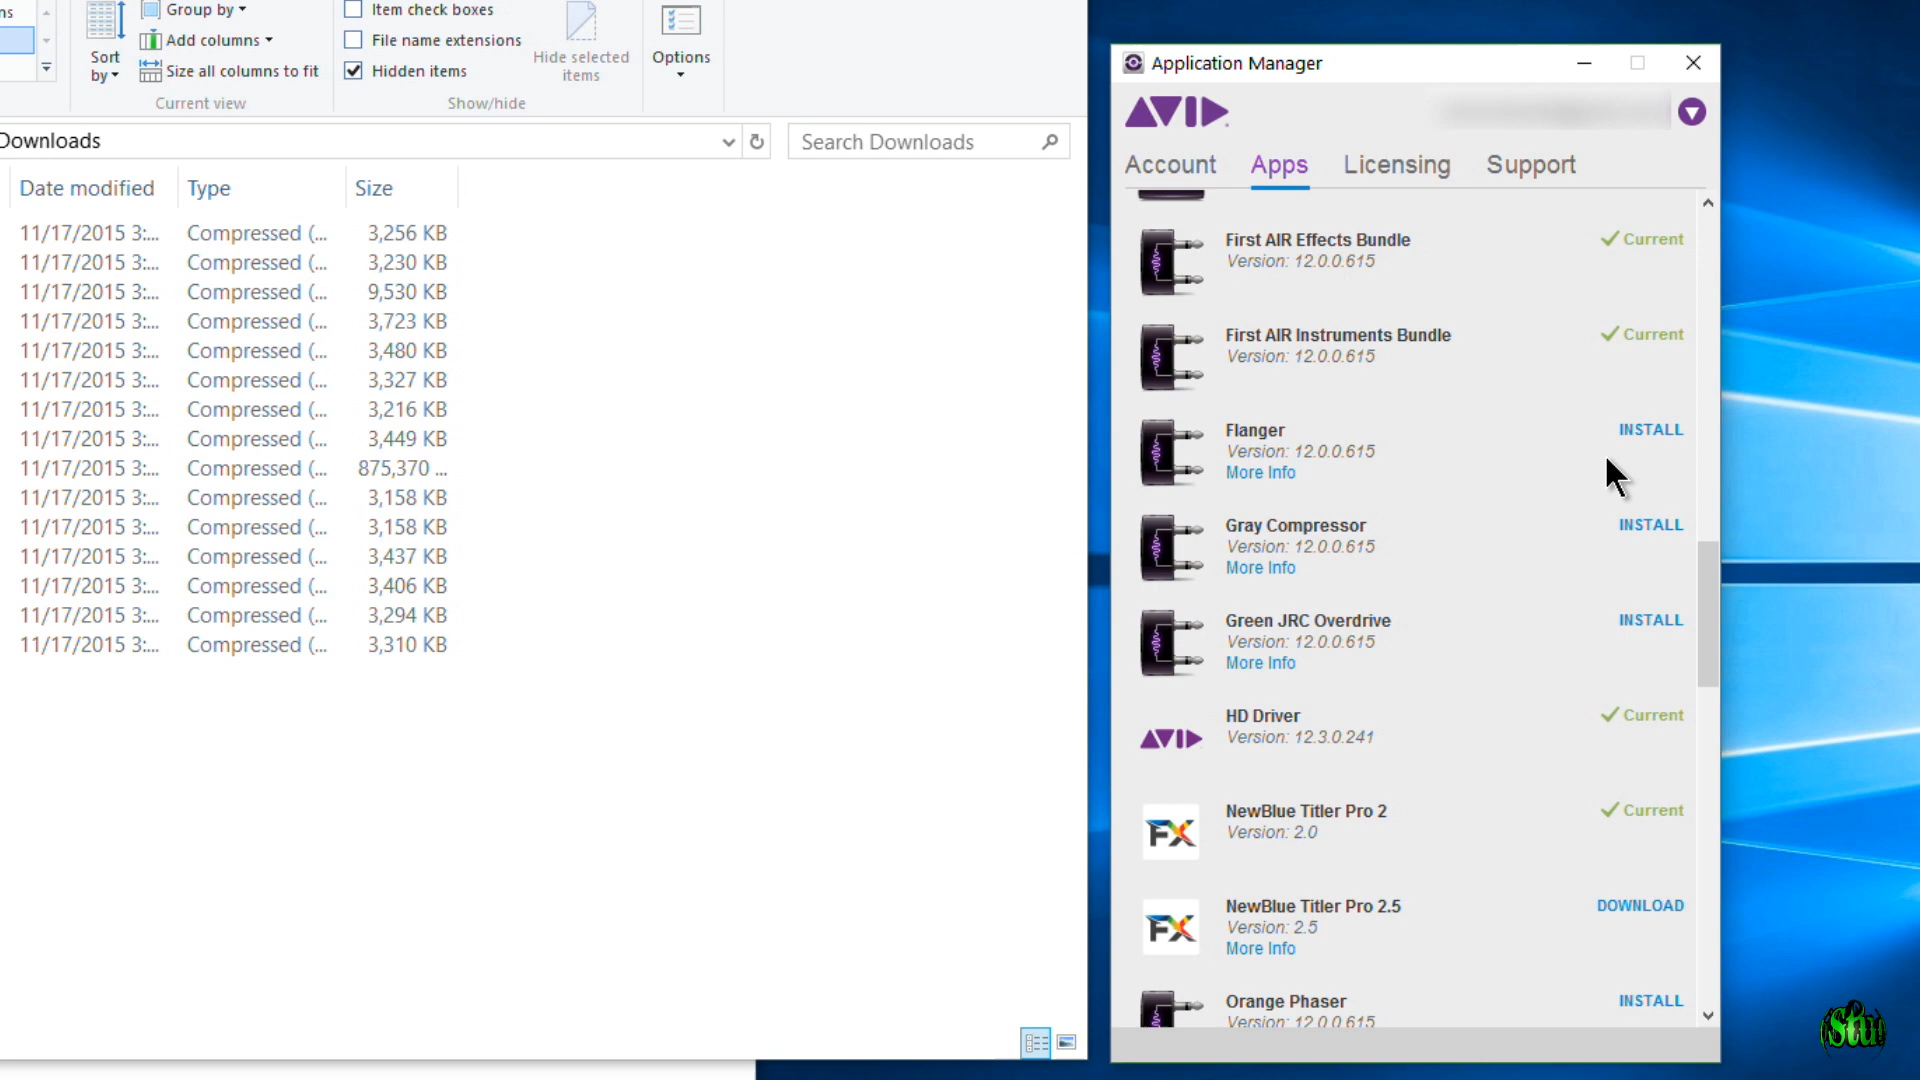 ns
Sort by
Group by
Add columns
Size all columns to fit
Current view
Item check boxes
File name extensions
Hidden items
Hide selected items
Show/hide
Options
Downloads
Search Downloads
Date modified Type Size
11/17/2015 3:... Compressed (... 3,256 KB
11/17/2015 3:... Compressed (... 3,230 KB
11/17/2015 3:... Compressed (... 9,530 KB
11/17/2015 3:... Compressed (... 3,723 KB
11/17/2015 3:... Compressed (... 3,480 KB
11/17/2015 3:... Compressed (... 3,327 KB
11/17/2015 3:... Compressed (... 3,216 KB
11/17/2015 3:... Compressed (... 3,449 KB
11/17/2015 3:... Compressed (... 875,370 ...
11/17/2015 3:... Compressed (... 3,158 KB
11/17/2015 3:... Compressed (... 3,158 KB
11/17/2015 3:... Compressed (... 3,437 KB
11/17/2015 3:... Compressed (... 3,406 KB
11/17/2015 3:... Compressed (... 3,294 KB
11/17/2015 3:... Compressed (... 3,310 KB
Application Manager
AVID
Account Apps Licensing Support
First AIR Effects Bundle Current
Version: 12.0.0.615
First AIR Instruments Bundle Current
Version: 12.0.0.615
Flanger INSTALL
Version: 12.0.0.615
More Info
Gray Compressor INSTALL
Version: 12.0.0.615
More Info
Green JRC Overdrive INSTALL
Version: 12.0.0.615
More Info
HD Driver Current
AVID Version: 12.3.0.241
NewBlue Titler Pro 2 Current
FX Version: 2.0
NewBlue Titler Pro 2.5 DOWNLOAD
FX Version: 2.5
More Info
Orange Phaser INSTALL
Version: 12.0.0.615
Stu